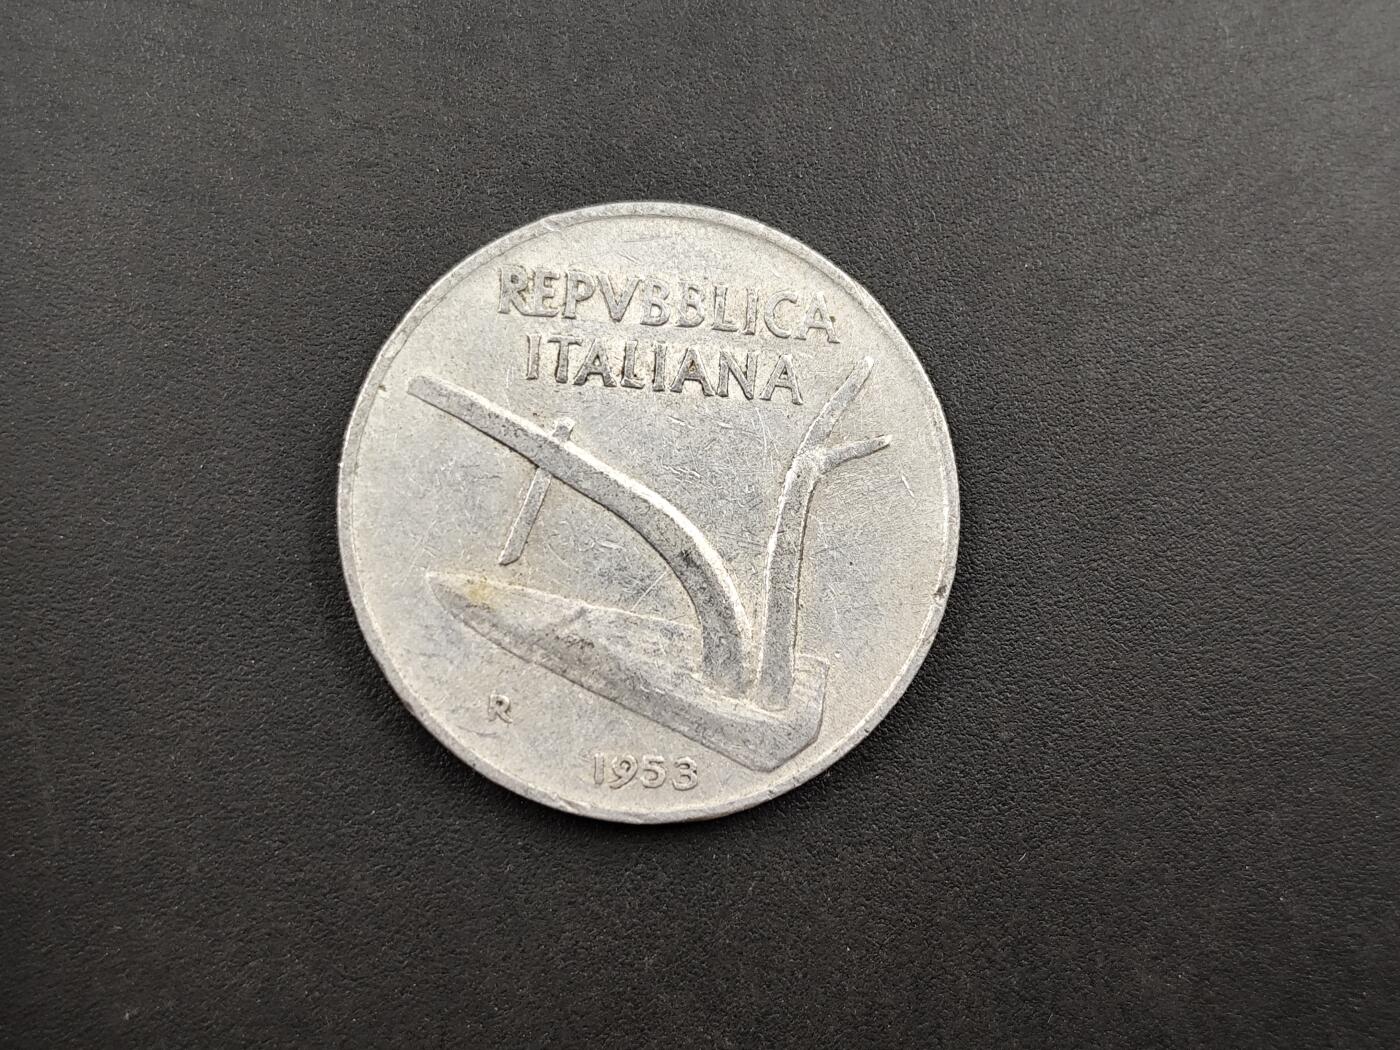 REPVBBLICA
ITALIANA
R
1953